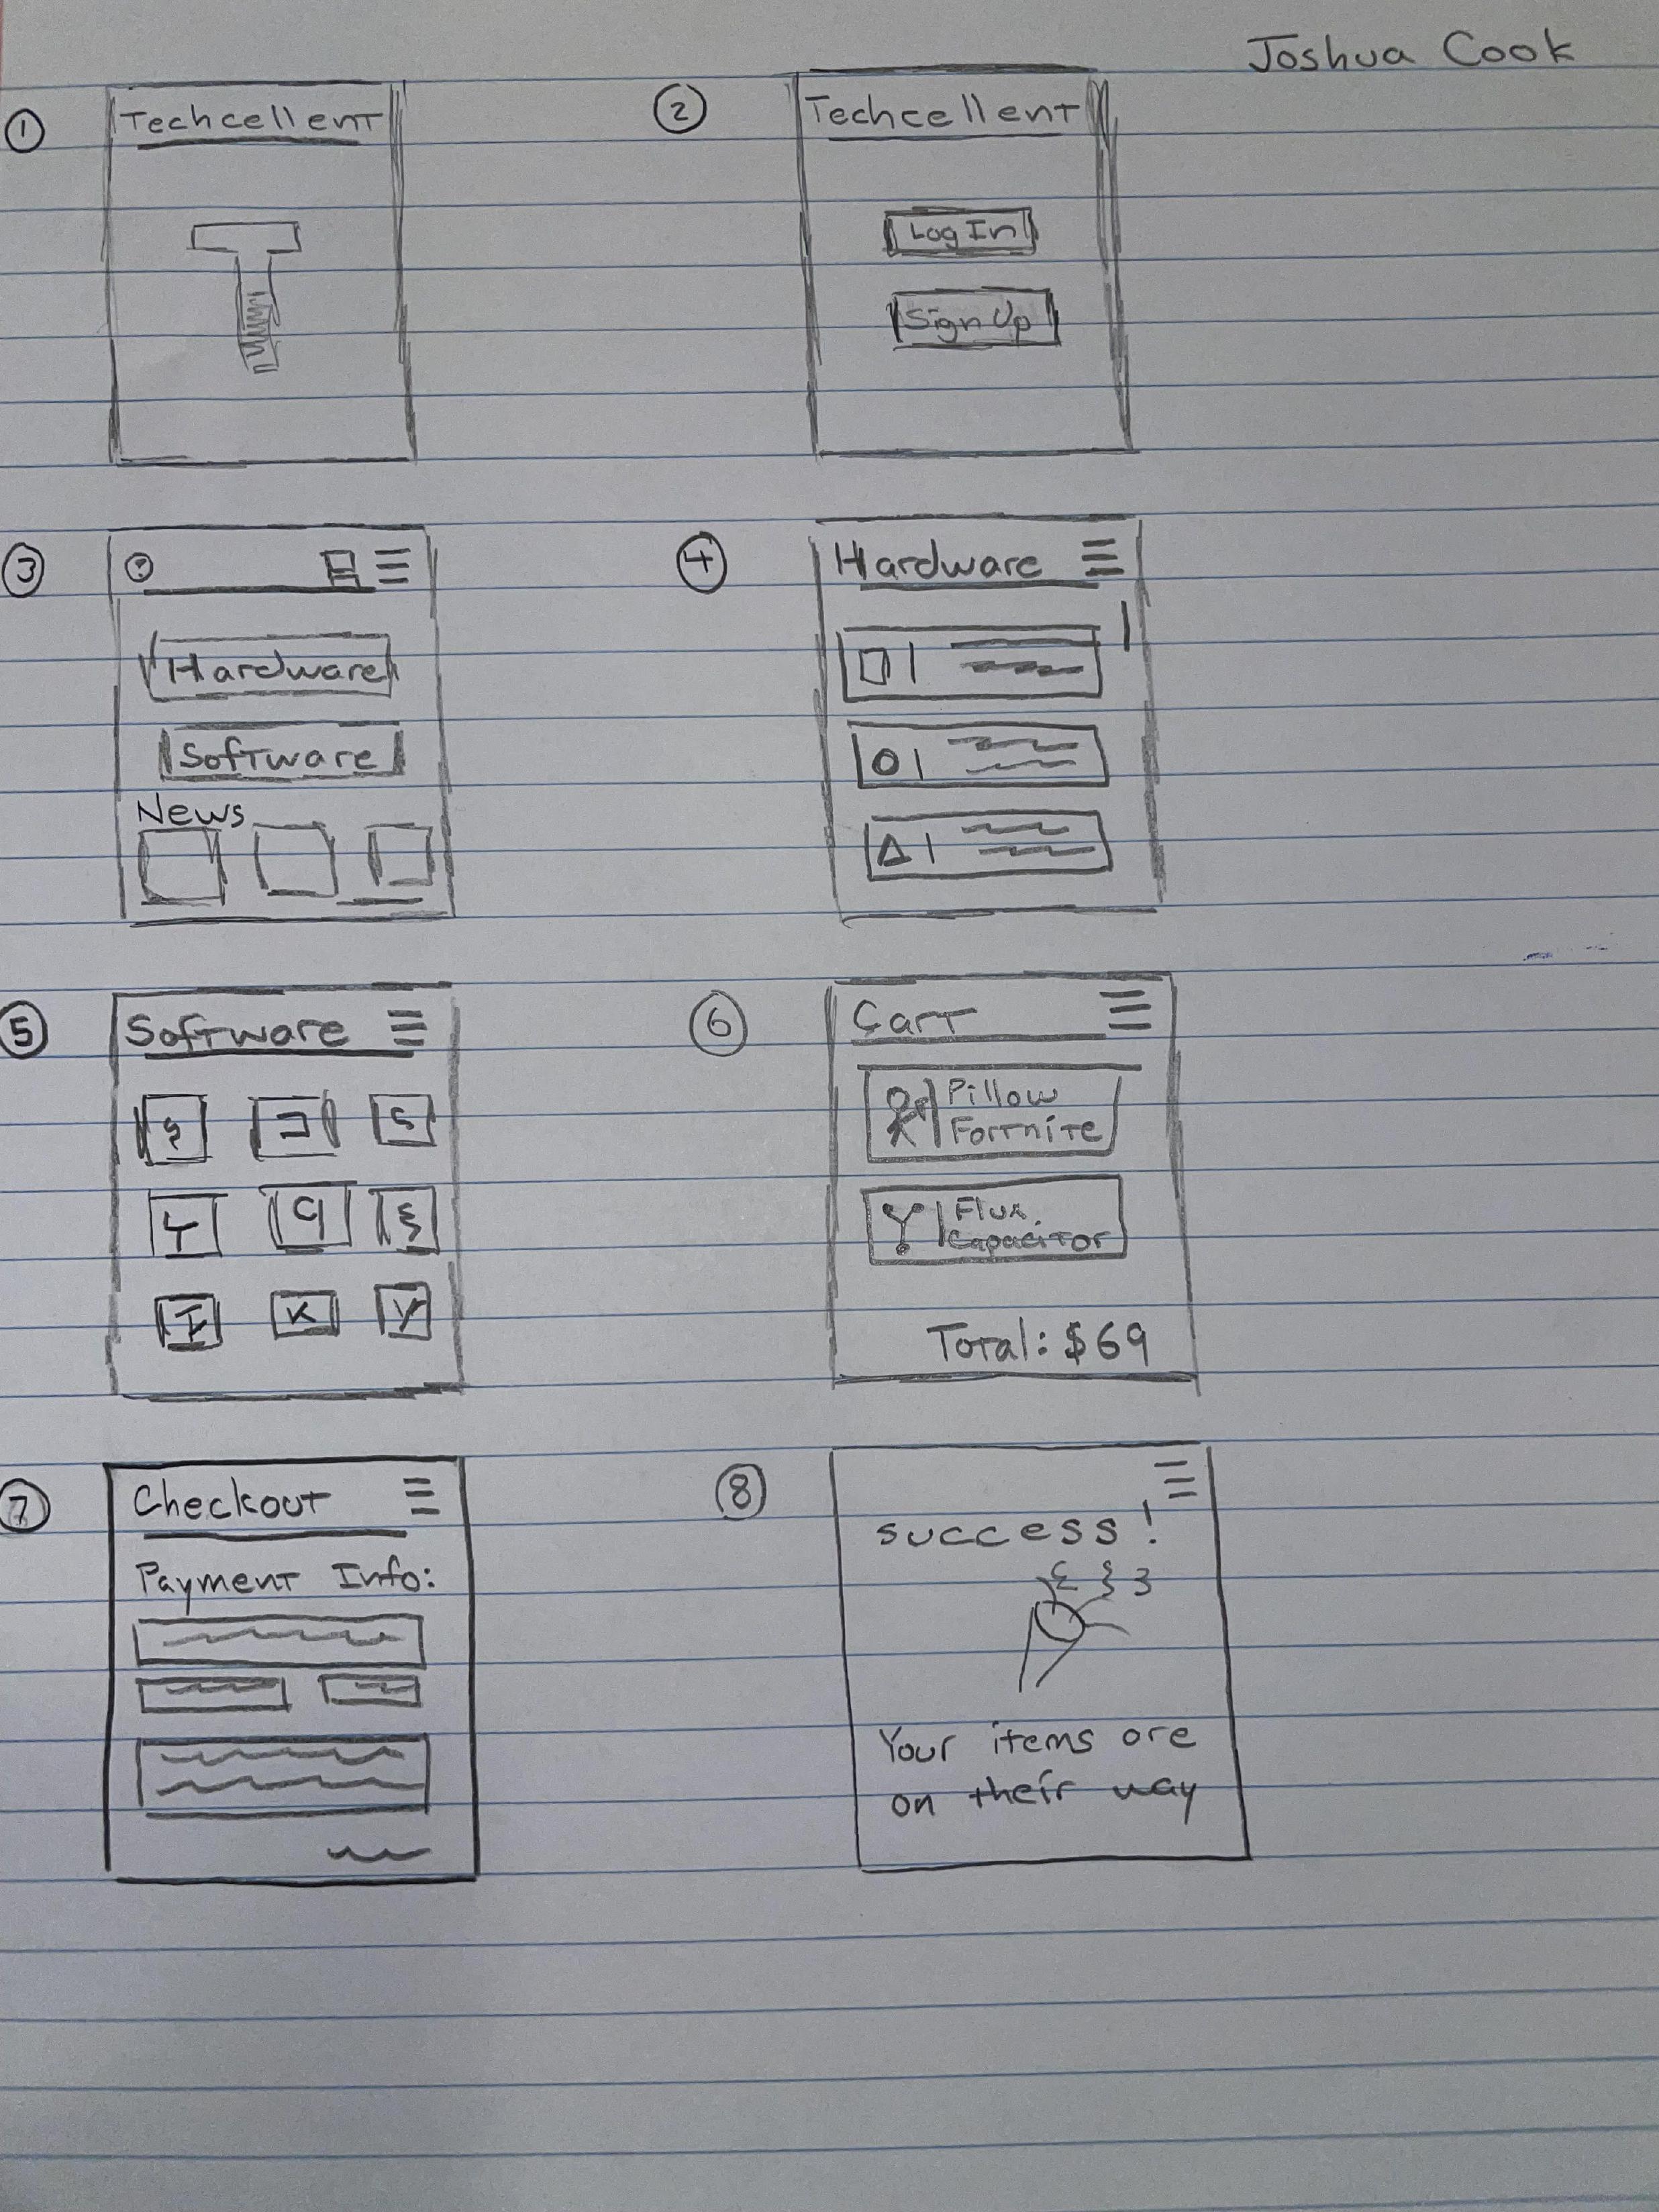 Joshua Cook
1
Techcellent
2
Techcellent
Log In
Sign Up
3
?
Hardware
Software
News
4
Hardware
5
Software
6
Cart
Pillow
Fortnite
Flux
Capacitor
Total: $69
7
Checkout
Payment Info:
8
success!
Your items are
on their way